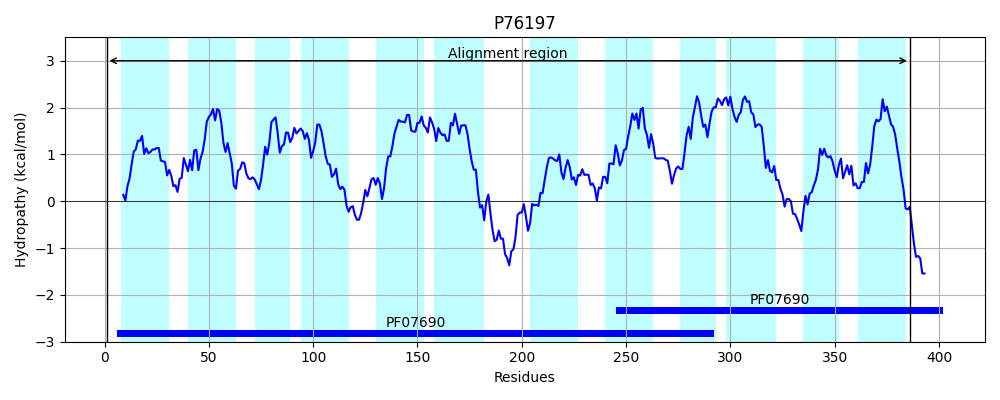 P76197
Alignment region
3
2
1
0
−1
−2
−3
Hydropathy (kcal/mol)
PF07690
PF07690
0
50
100
150
200
250
300
350
400
Residues